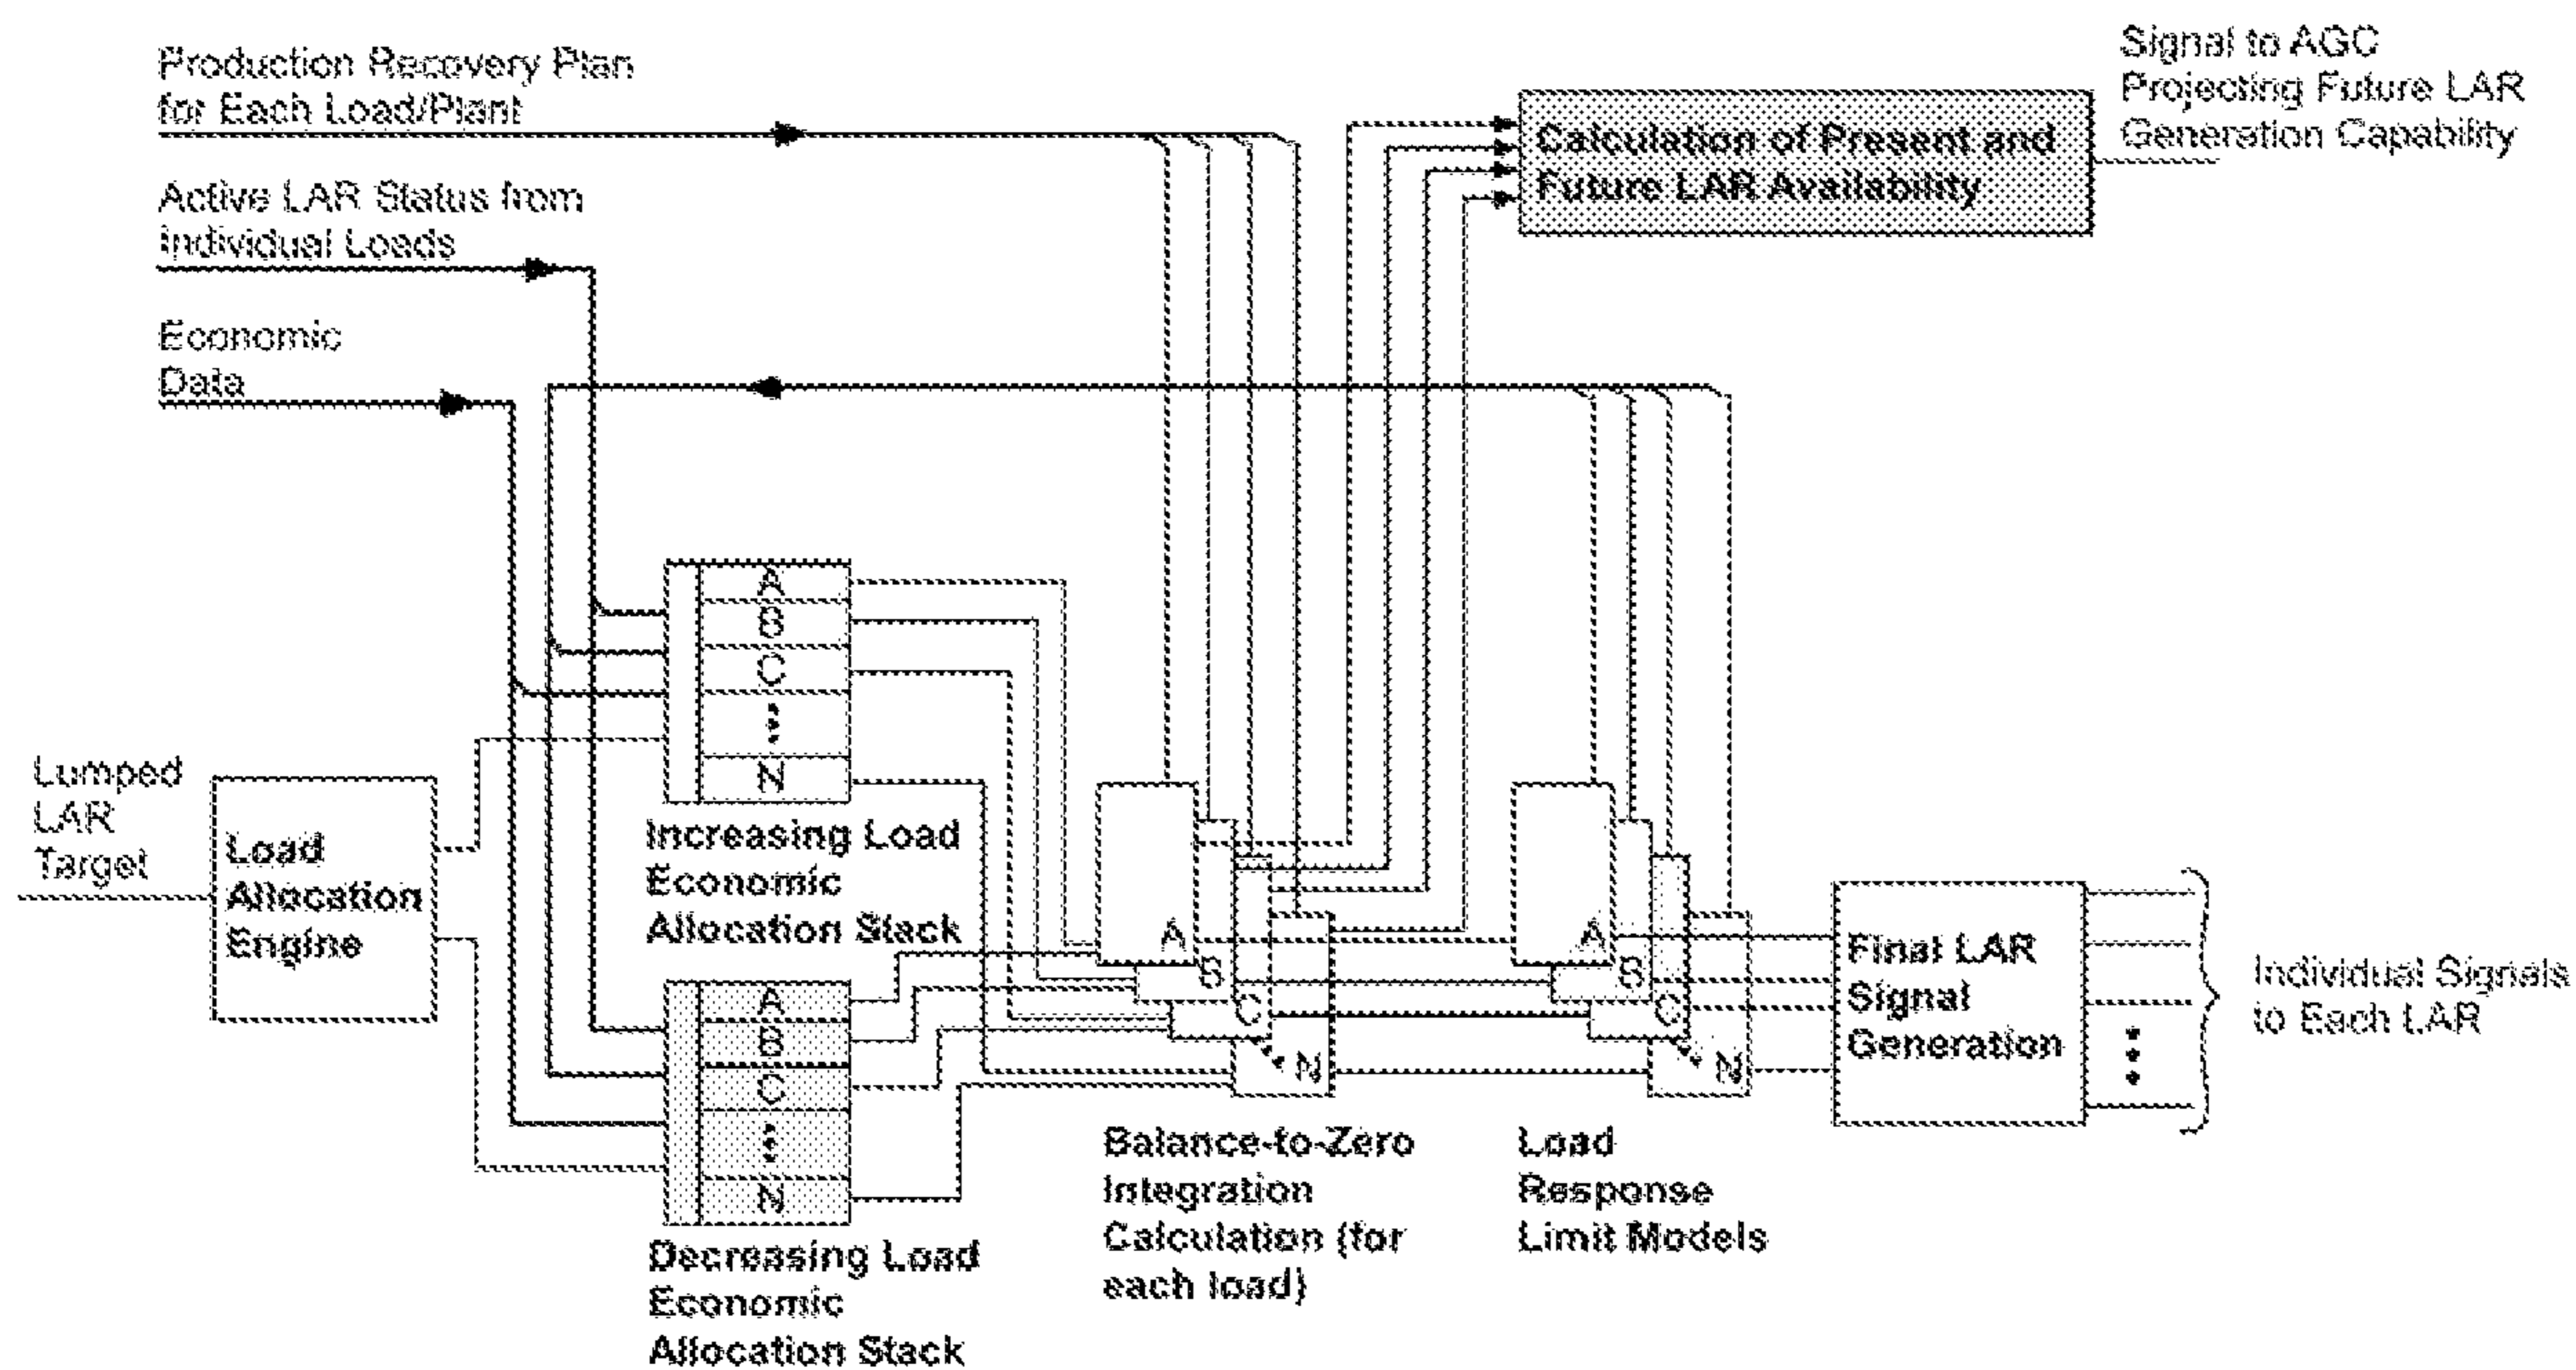 Production Recovery Plan
for Each Load/Plant
Signal to AGC
Projecting Future LAR
Generation Capability
Calculation of Present and
Future LAR Availability
Active LAR Status from
Individual Loads
Economic
Data
A
B
C
N
Increasing Load
Economic
Allocation Stack
Lumped
LAR
Target
Load
Allocation
Engine
A
B
C
N
Decreasing Load
Economic
Allocation Stack
A
B
C
N
Balance-to-Zero
Integration
Calculation (for
each load)
A
B
C
N
Load
Response
Limit Models
Final LAR
Signal
Generation
Individual Signals
to Each LAR